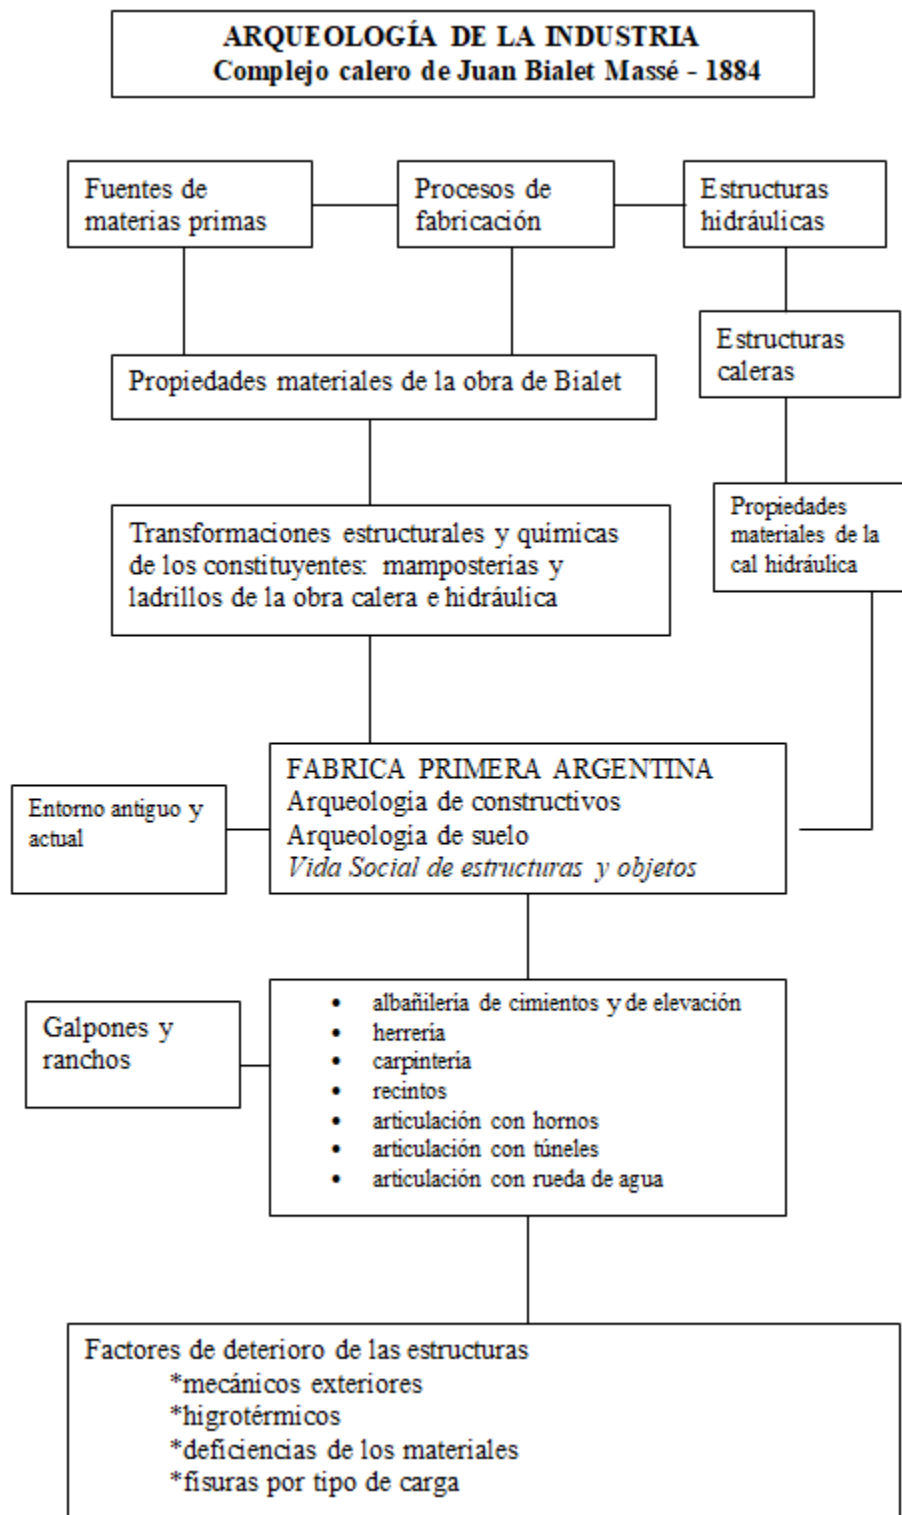 ARQUEOLOGÍA DE LA INDUSTRIA
Complejo calero de Juan Bialet Massé - 1884
Fuentes de
materias primas
Procesos de
fabricación
Estructuras
hidráulicas
Estructuras
caleras
Propiedades materiales de la obra de Bialet
Propiedades
materiales de la
cal hidráulica
Transformaciones estructurales y químicas
de los constituyentes: mamposterías y
ladrillos de la obra calera e hidráulica
FABRICA PRIMERA ARGENTINA
Arqueología de constructivos
Arqueología de suelo
Vida Social de estructuras y objetos
Entorno antiguo y
actual
Galpones y
ranchos
• albañilería de cimientos y de elevación
• herrería
• carpintería
• recintos
• articulación con hornos
• articulación con túneles
• articulación con rueda de agua
Factores de deterioro de las estructuras
*mecánicos exteriores
*higrotérmicos
*deficiencias de los materiales
*fisuras por tipo de carga